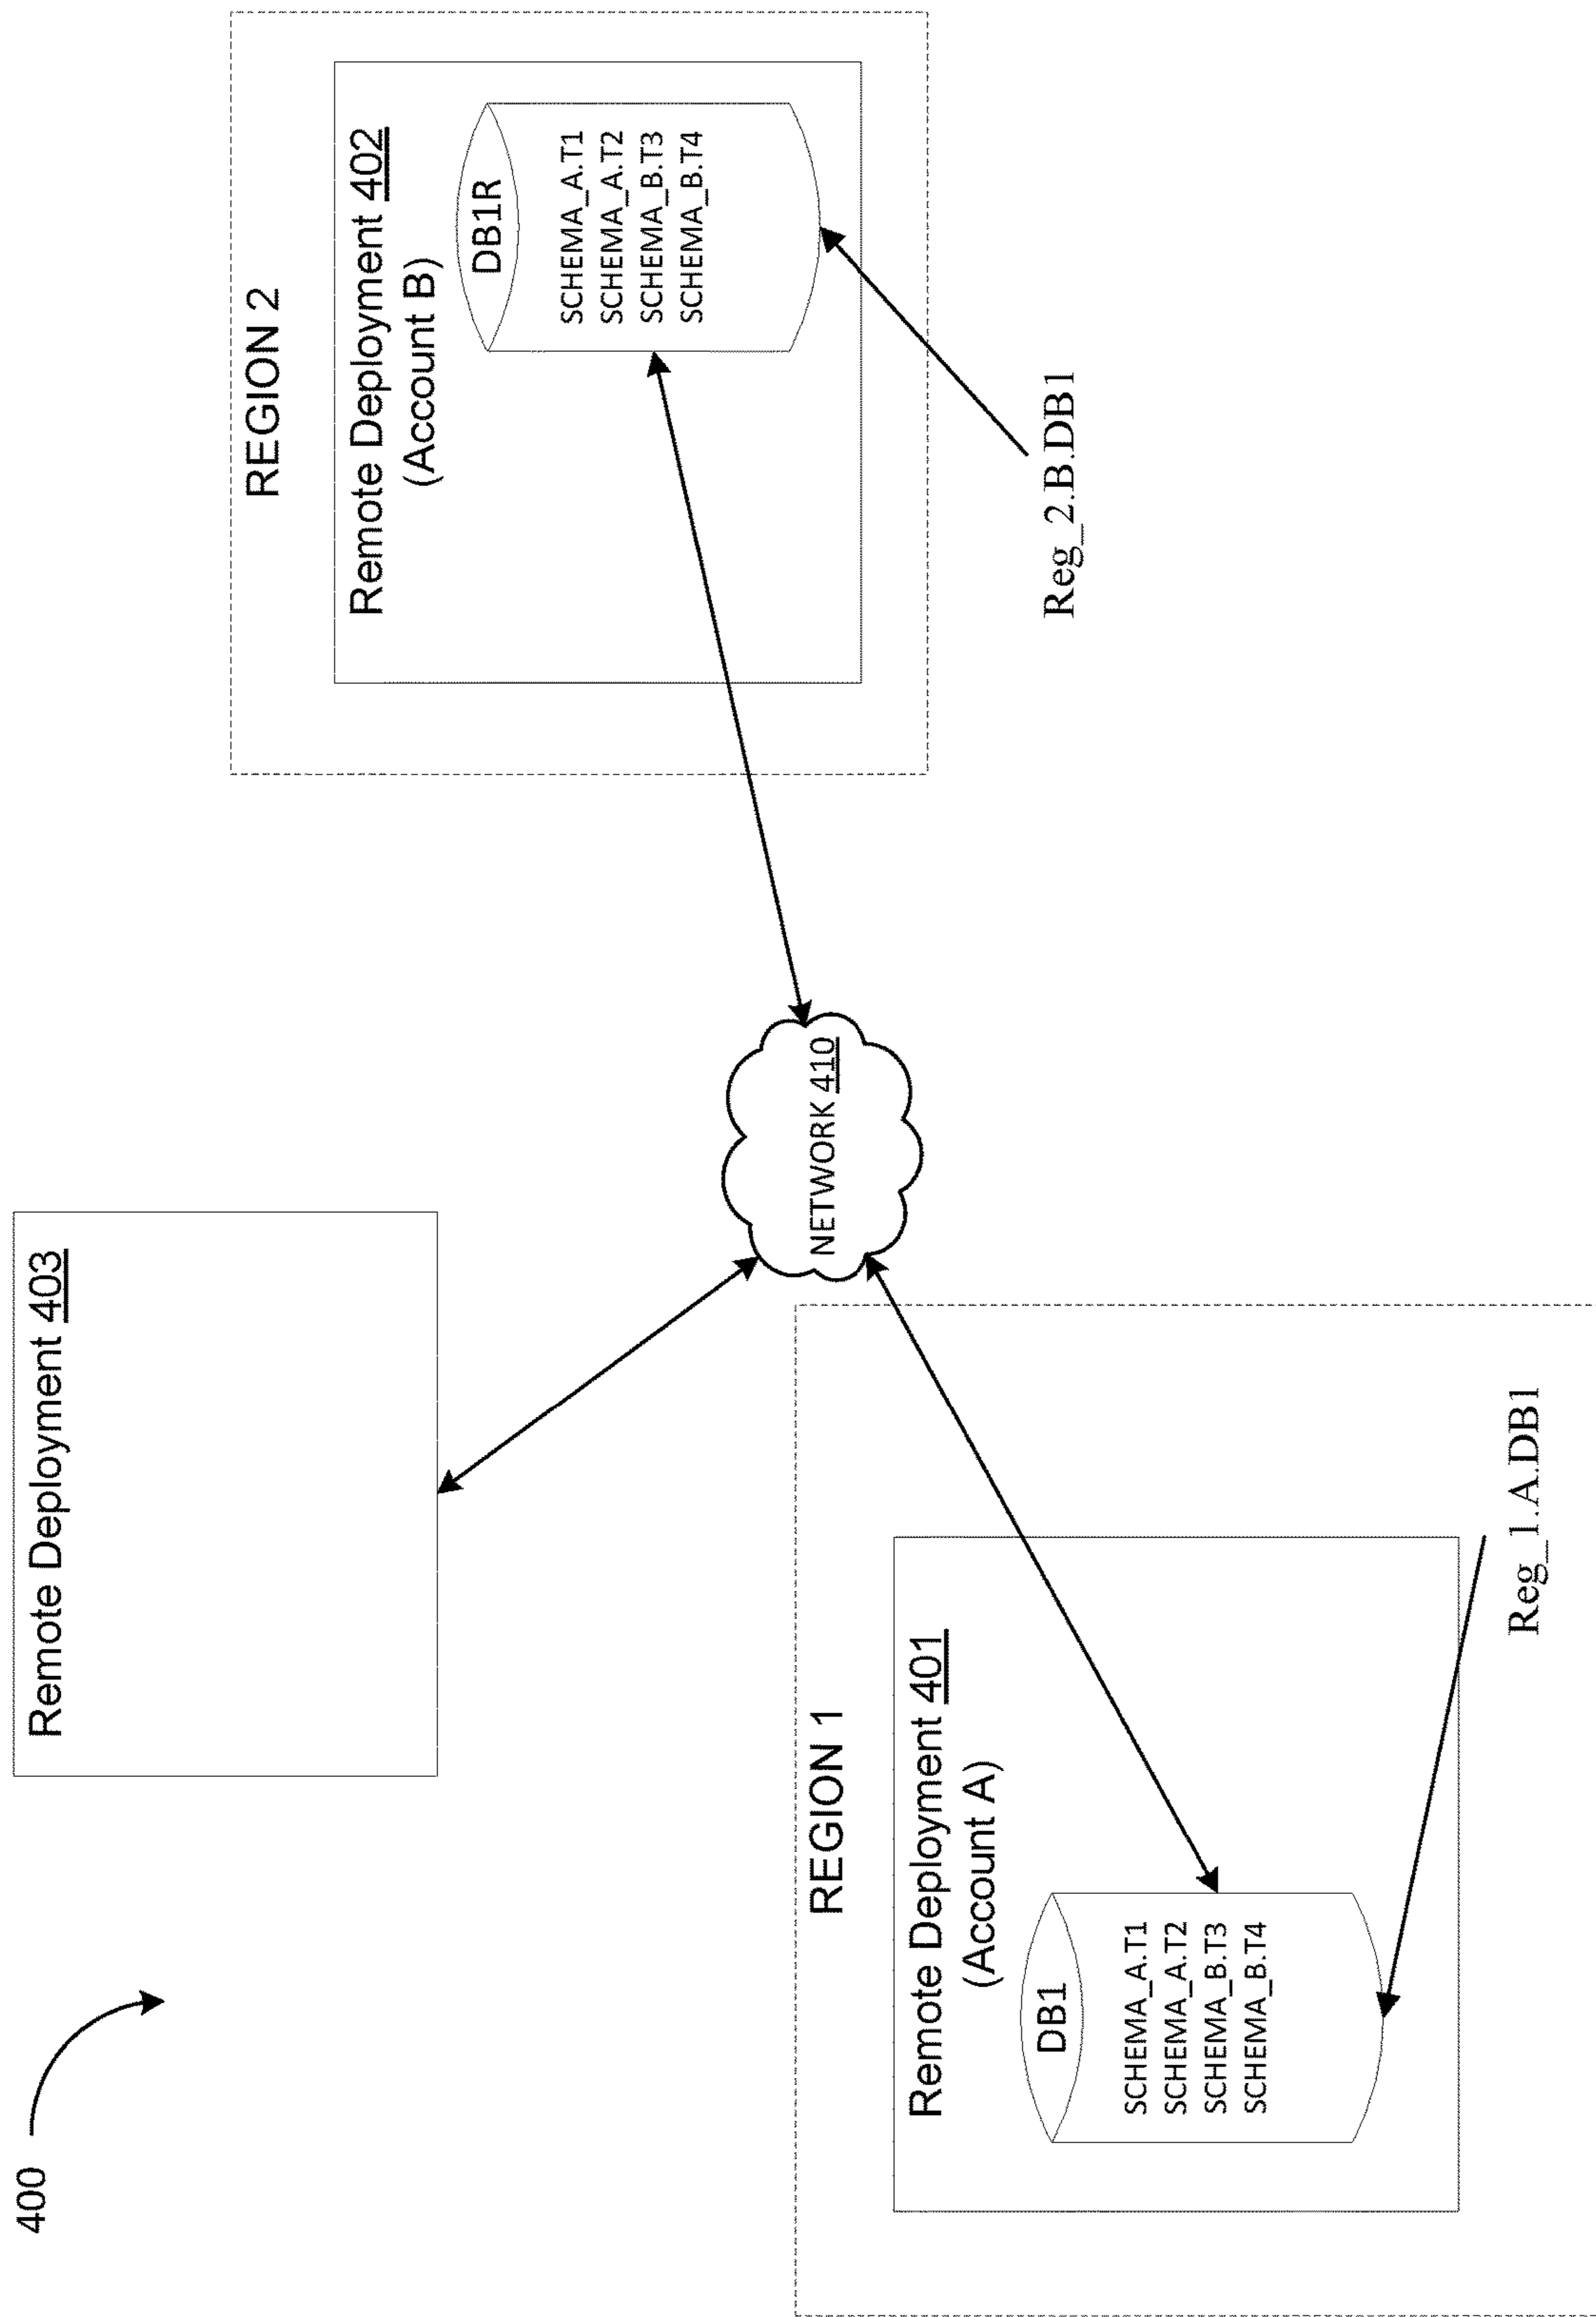 400
Remote Deployment 403
REGION 2
Remote Deployment 402
(Account B)
DB1R
SCHEMA_A.T1
SCHEMA_A.T2
SCHEMA_B.T3
SCHEMA_B.T4
Reg_2.B.DB1
NETWORK 410
REGION 1
Remote Deployment 401
(Account A)
DB1
SCHEMA_A.T1
SCHEMA_A.T2
SCHEMA_B.T3
SCHEMA_B.T4
Reg_1.A.DB1